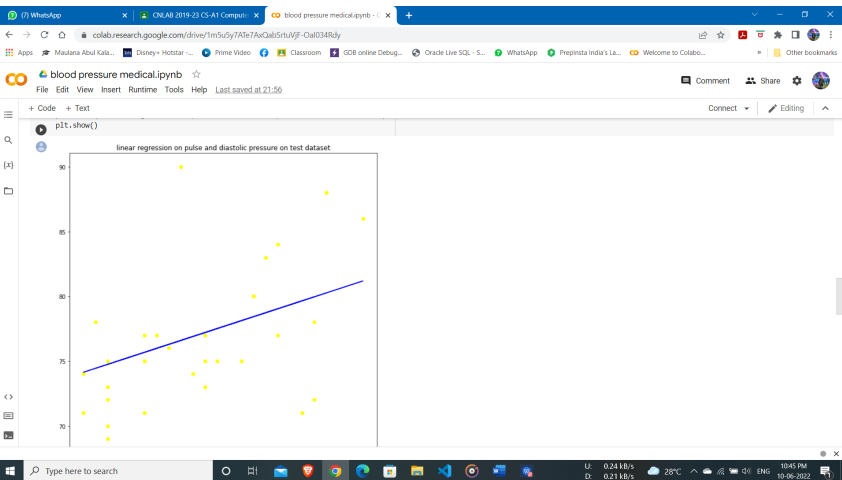 (7) WhatsApp
CNLAB 2019-23 CS-A1 Compute
blood pressure medical.ipynb - C
colab.research.google.com/drive/1m5u5y7ATe7AxQab5rtuVjF-OaI034Rdy
Apps Maulana Abul Kala... Disney+ Hotstar -... Prime Video Classroom GDB online Debug... Oracle Live SQL - S... WhatsApp PrepInsta India's La... Welcome to Colabo... » Other bookmarks
blood pressure medical.ipynb
Comment Share
File Edit View Insert Runtime Tools Help Last saved at 21:56
+ Code + Text
Connect Editing
plt.show()
linear regression on pulse and diastolic pressure on test dataset
90
85
80
75
70
Type here to search
U: 0.24 kB/s
D: 0.21 kB/s
28°C
ENG
10:45 PM
10-06-2022